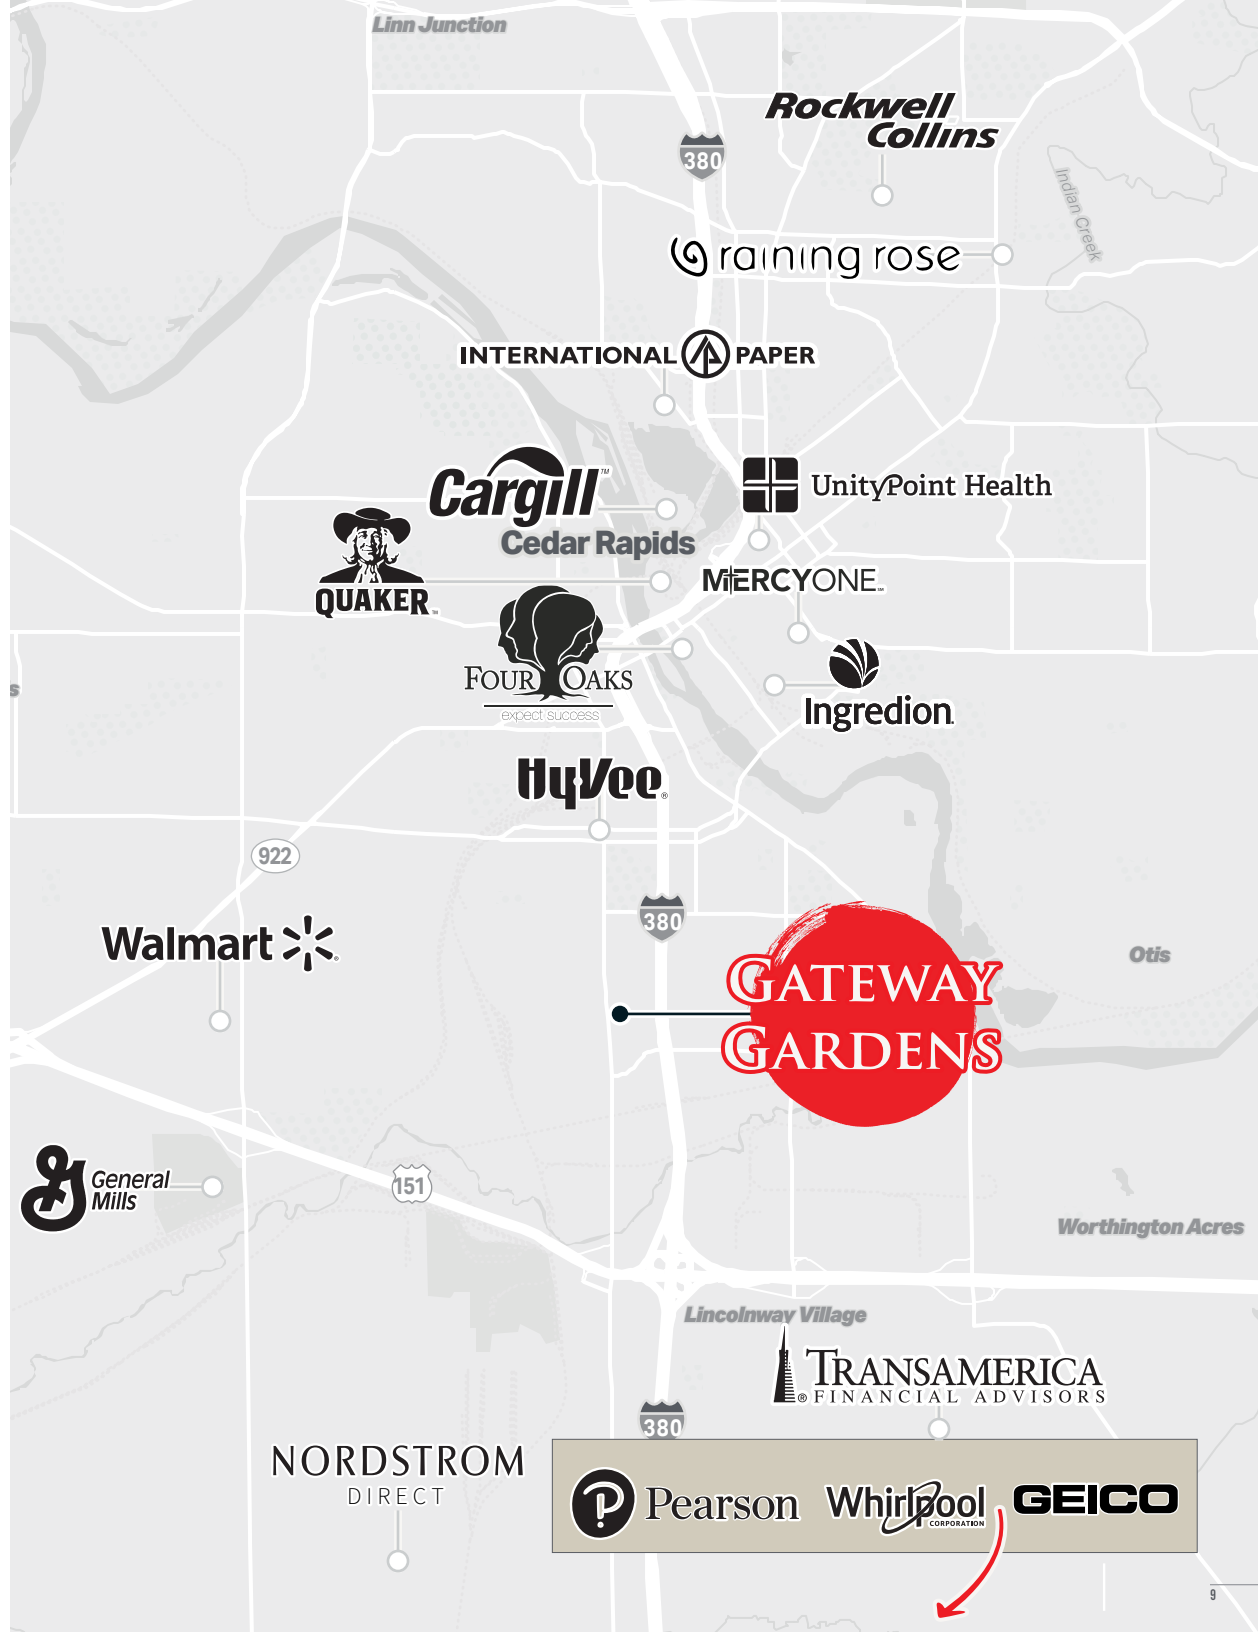 Linn Junction
Rockwell
Collins
380
Indian Creek
raining rose
INTERNATIONAL PAPER
Cargill™
UnityPoint Health
Cedar Rapids
QUAKER™
MERCYONE
FOUR OAKS
expect success
Ingredion
s
HyVee®
922
380
Walmart
GATEWAY
GARDENS
Otis
General
Mills
151
Worthington Acres
Lincolnway Village
TRANSAMERICA
® FINANCIAL ADVISORS
380
NORDSTROM
DIRECT
Pearson
Whirlpool
CORPORATION
GEICO
9